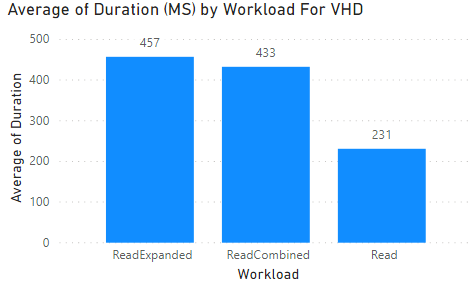 Average of Duration (MS) by Workload For VHD
Average of Duration
500
400
300
200
100
0
457
433
231
ReadExpanded
ReadCombined
Read
Workload